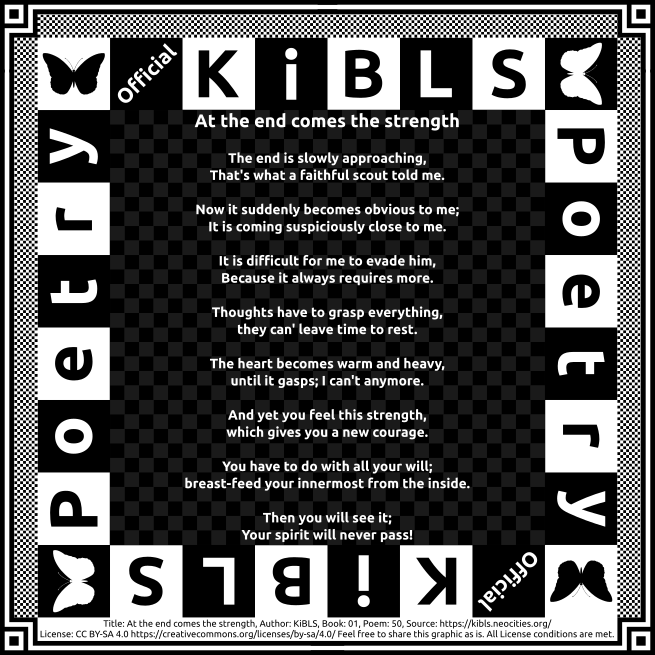 Official KiBLS
Poetry
Poetry
At the end comes the strength
The end is slowly approaching,
That's what a faithful scout told me.
Now it suddenly becomes obvious to me;
It is coming suspiciously close to me.
It is difficult for me to evade him,
Because it always requires more.
Thoughts have to grasp everything,
they can' leave time to rest.
The heart becomes warm and heavy,
until it gasps; I can't anymore.
And yet you feel this strength,
which gives you a new courage.
You have to do with all your will;
breast-feed your innermost from the inside.
Then you will see it;
Your spirit will never pass!
Official KiBLS
Title: At the end comes the strength, Author: KiBLS, Book: 01, Poem: 50, Source: https://kibls.neocities.org/
License: CC BY-SA 4.0 https://creativecommons.org/licenses/by-sa/4.0/ Feel free to share this graphic as is. All License conditions are met.